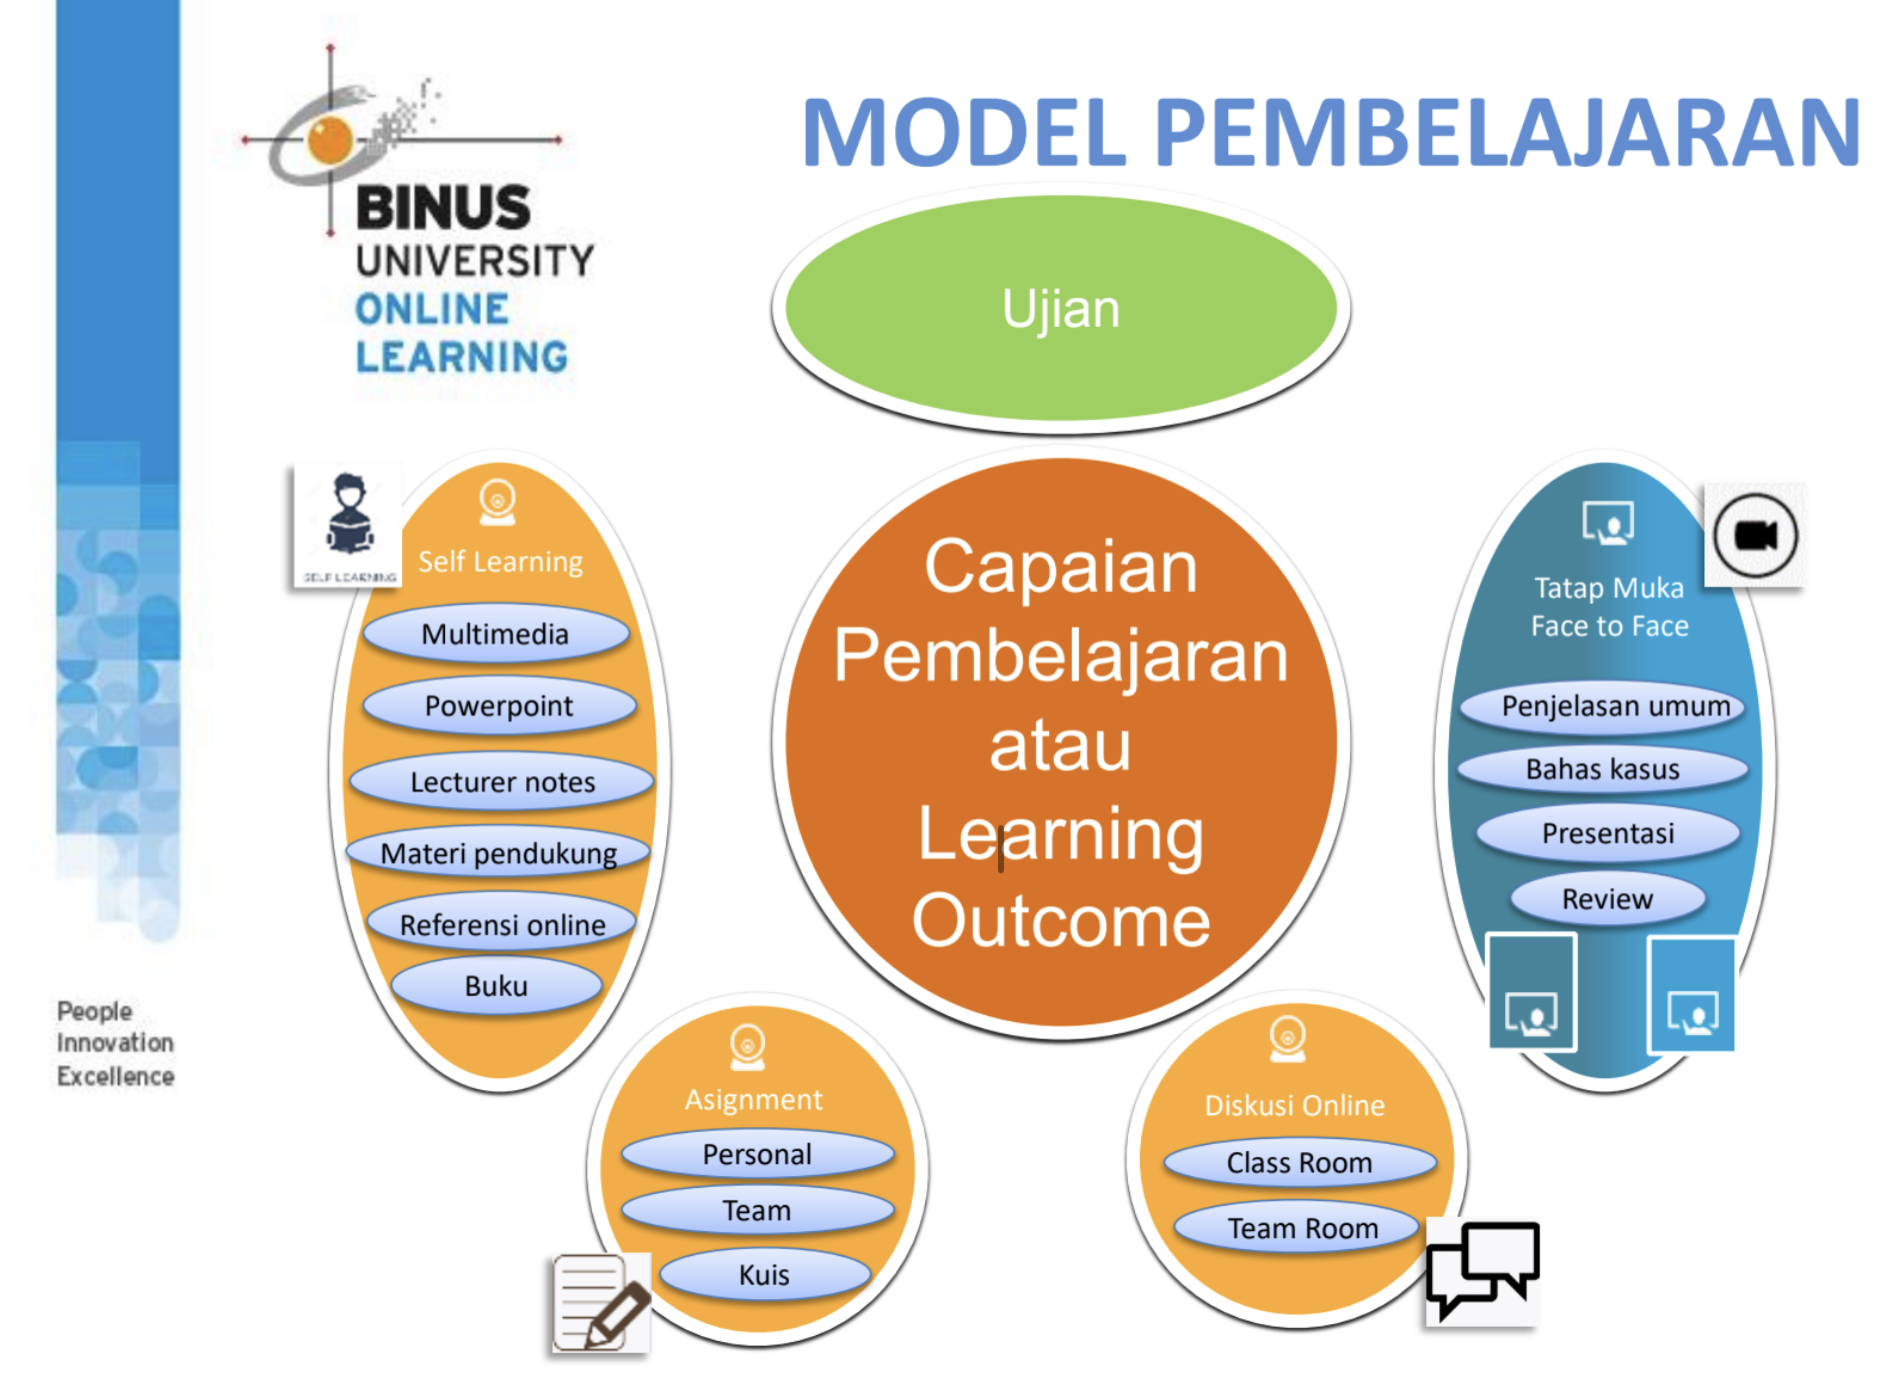 MODEL PEMBELAJARAN
BINUS
UNIVERSITY
ONLINE
LEARNING
Ujian
SELF LEARNING
Self Learning
Multimedia
Powerpoint
Lecturer notes
Materi pendukung
Referensi online
Buku
Capaian
Pembelajaran
atau
Learning
Outcome
Tatap Muka
Face to Face
Penjelasan umum
Bahas kasus
Presentasi
Review
Asignment
Personal
Team
Kuis
Diskusi Online
Class Room
Team Room
People
Innovation
Excellence